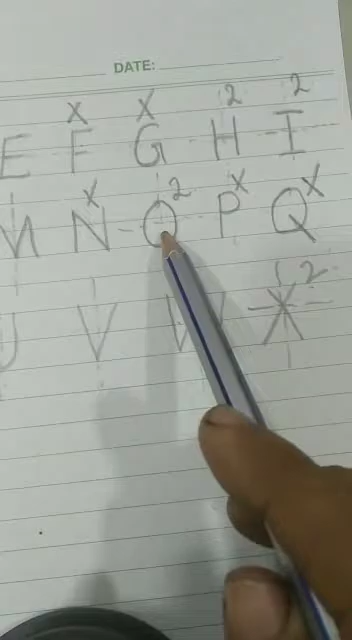 DATE:
X X 2 2
E F G H I
X 2 X X
M N O P Q
2
U V W X